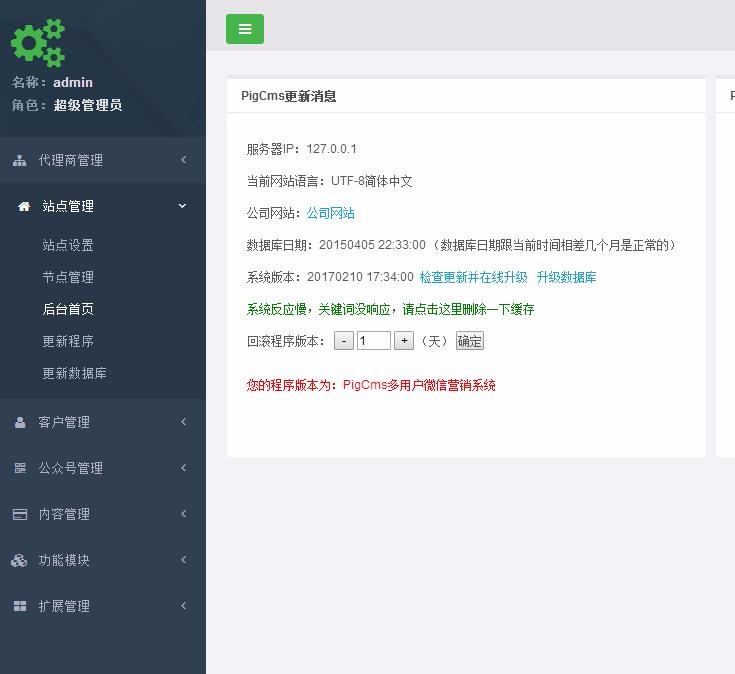 名称：admin
角色：超级管理员
代理商管理
站点管理
站点设置
节点管理
后台首页
更新程序
更新数据库
客户管理
公众号管理
内容管理
功能模块
扩展管理
PigCms更新消息
服务器IP：127.0.0.1
当前网站语言：UTF-8简体中文
公司网站：公司网站
数据库日期：20150405 22:33:00（数据库日期跟当前时间相差几个月是正常的）
系统版本：20170210 17:34:00 检查更新并在线升级 升级数据库
系统反应慢，关键词没响应，请点击这里删除一下缓存
回滚程序版本： - 1 + （天） 确定
您的程序版本为：PigCms多用户微信营销系统